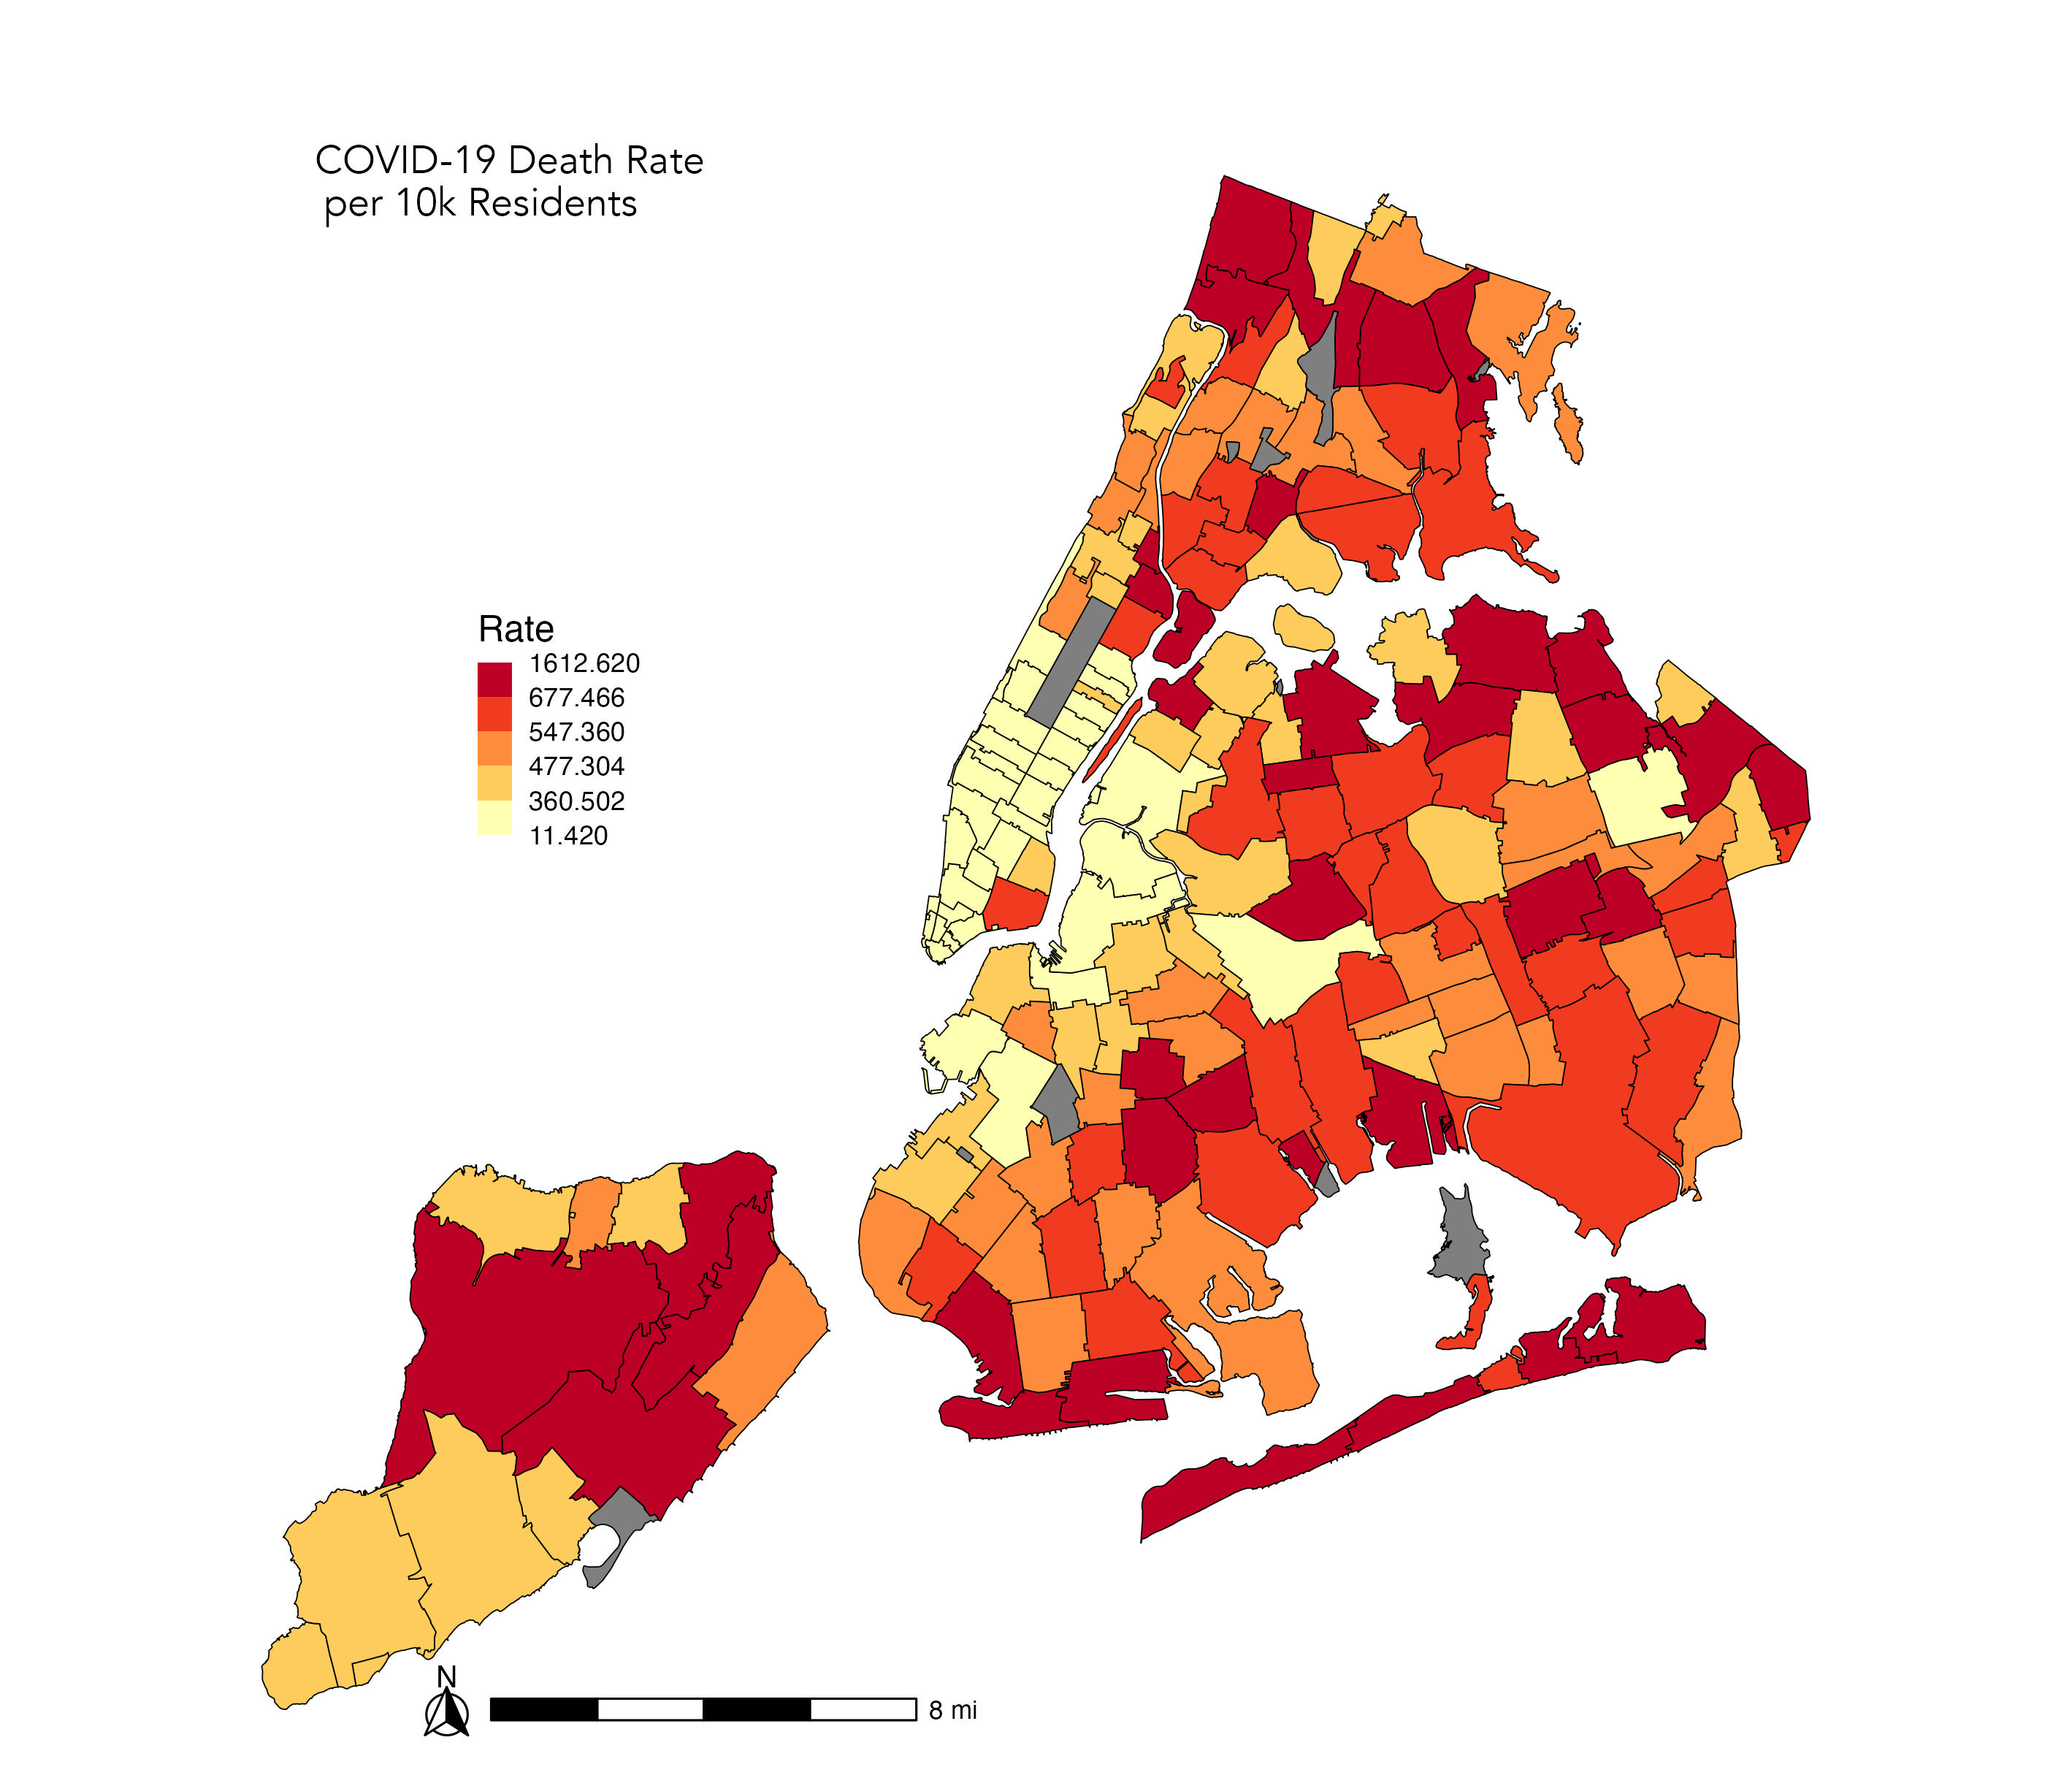 COVID-19 Death Rate
per 10k Residents
Rate
1612.620
677.466
547.360
477.304
360.502
11.420
N
8 mi